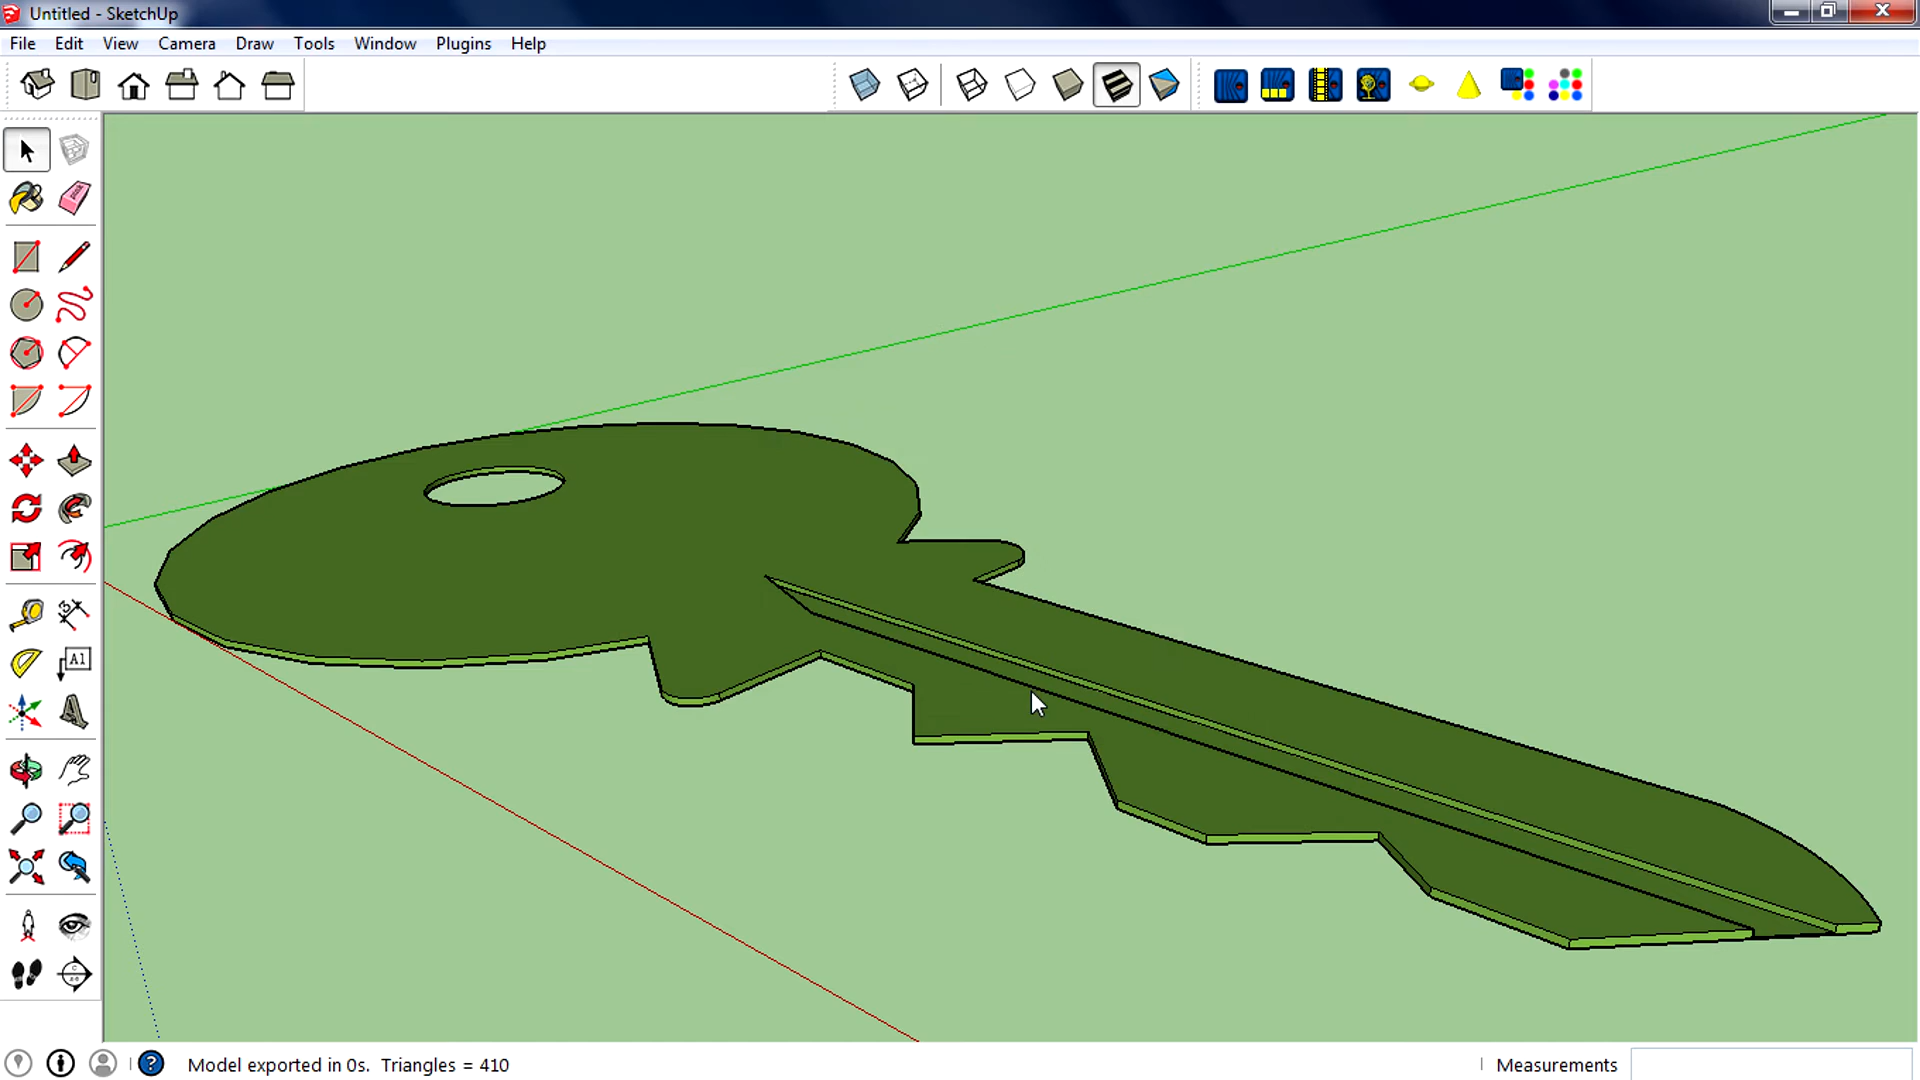 Untitled - SketchUp
File Edit View Camera Draw Tools Window Plugins Help
A1
Model exported in 0s. Triangles = 410
Measurements